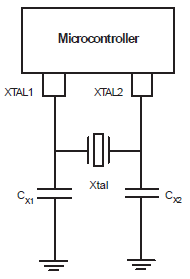 Microcontroller
XTAL1 XTAL2
Xtal
CX1 CX2